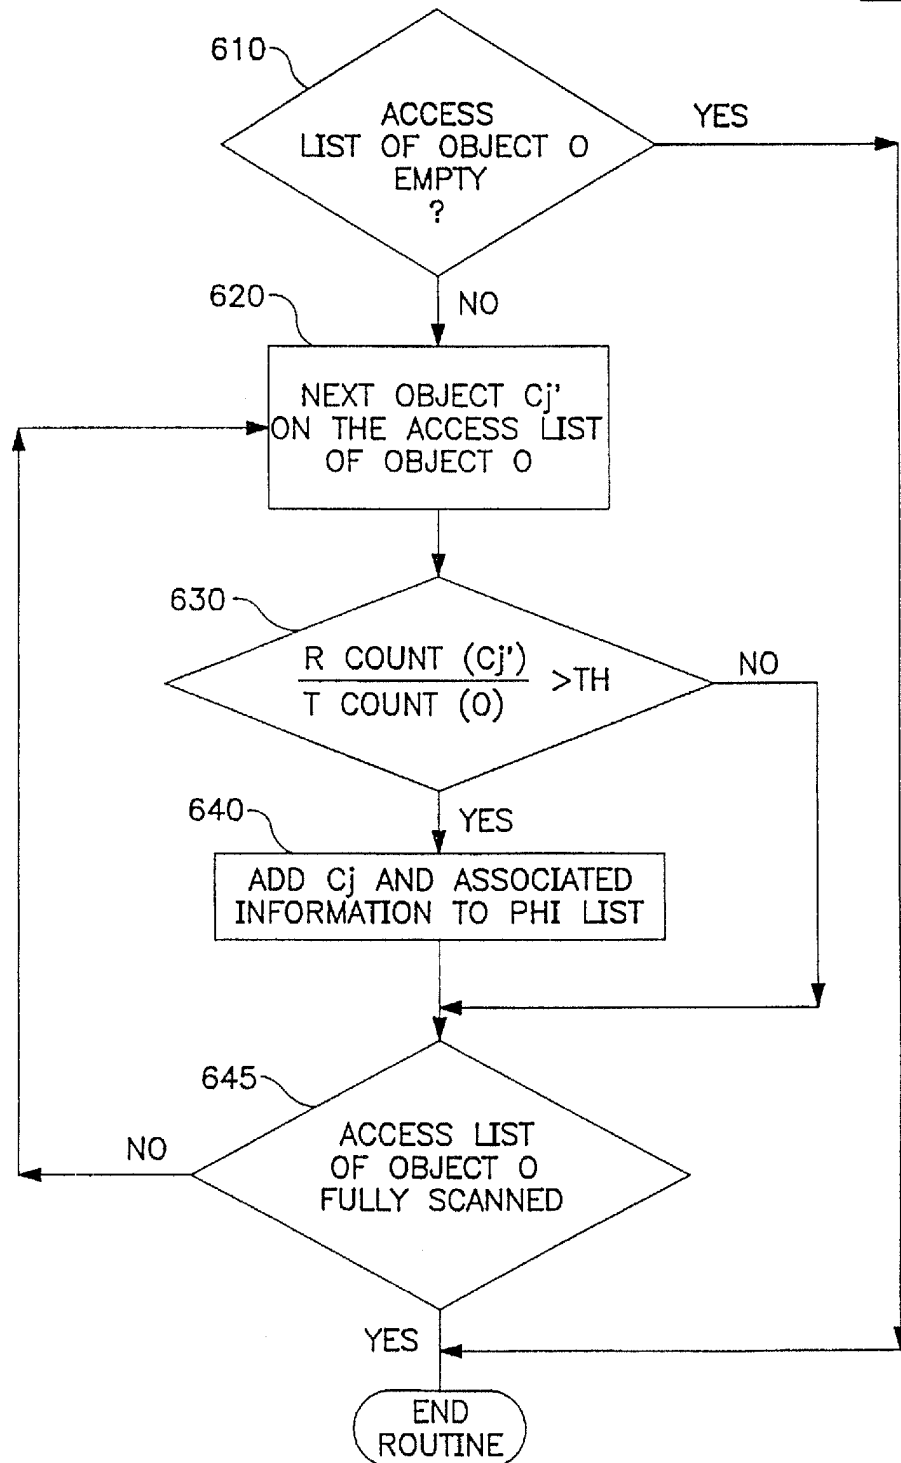 610
ACCESS
LIST OF OBJECT O
EMPTY
?
YES
NO
620
NEXT OBJECT Cj'
ON THE ACCESS LIST
OF OBJECT O
630
R COUNT (Cj')
T COUNT (O)
>TH
NO
YES
640
ADD Cj AND ASSOCIATED
INFORMATION TO PHI LIST
645
ACCESS LIST
OF OBJECT O
FULLY SCANNED
NO
YES
END
ROUTINE